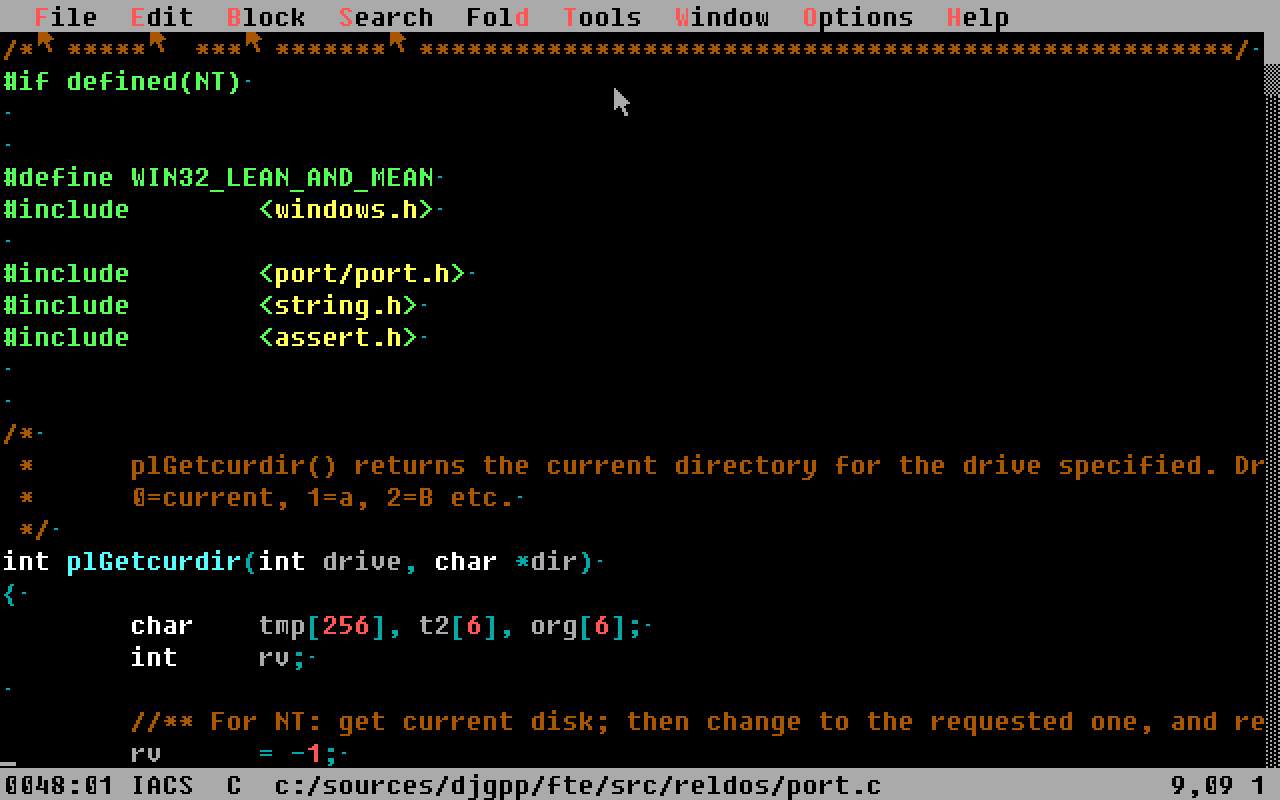 File Edit Block Search Fold Tools Window Options Help
/* ***** *** ******* ***************************************************/
#if defined(NT)
#define WIN32_LEAN_AND_MEAN
#include <windows.h>
#include <port/port.h>
#include <string.h>
#include <assert.h>
/*
* plGetcurdir() returns the current directory for the drive specified. Dr
* 0=current, 1=a, 2=B etc.
*/
int plGetcurdir(int drive, char *dir)
{
char tmp[256], t2[6], org[6];
int rv;
//** For NT: get current disk; then change to the requested one, and re
rv = -1;
0048:01 IACS C c:/sources/djgpp/fte/src/reldos/port.c 9,09 1